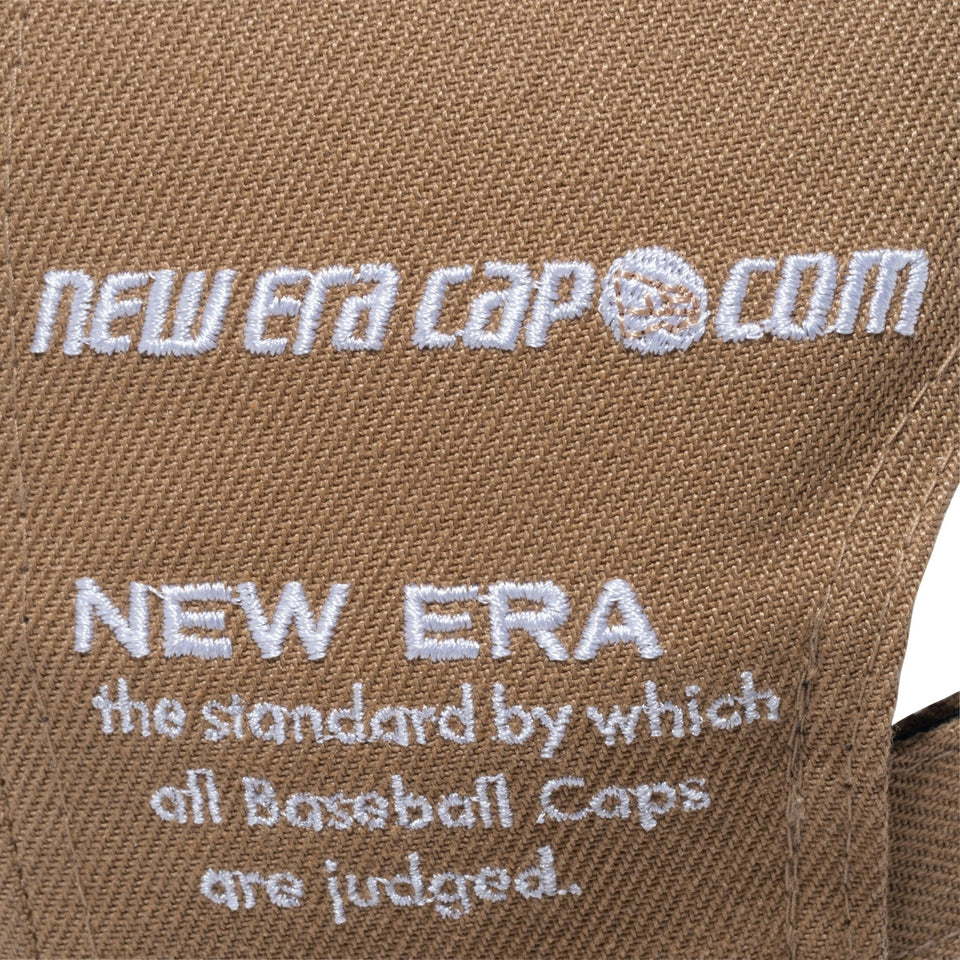 new era cap.com
NEW ERA
the standard by which
all Baseball Caps
are judged.